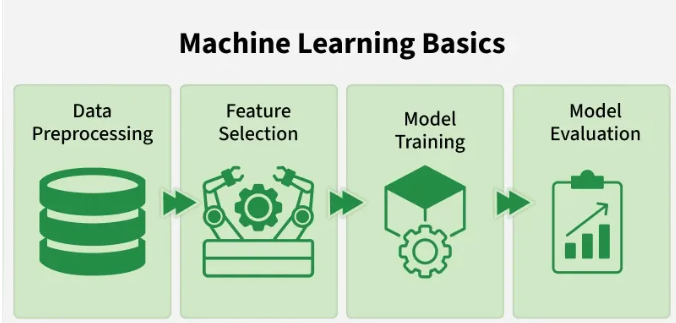 Machine Learning Basics
Data
Preprocessing
Feature
Selection
Model
Training
Model
Evaluation